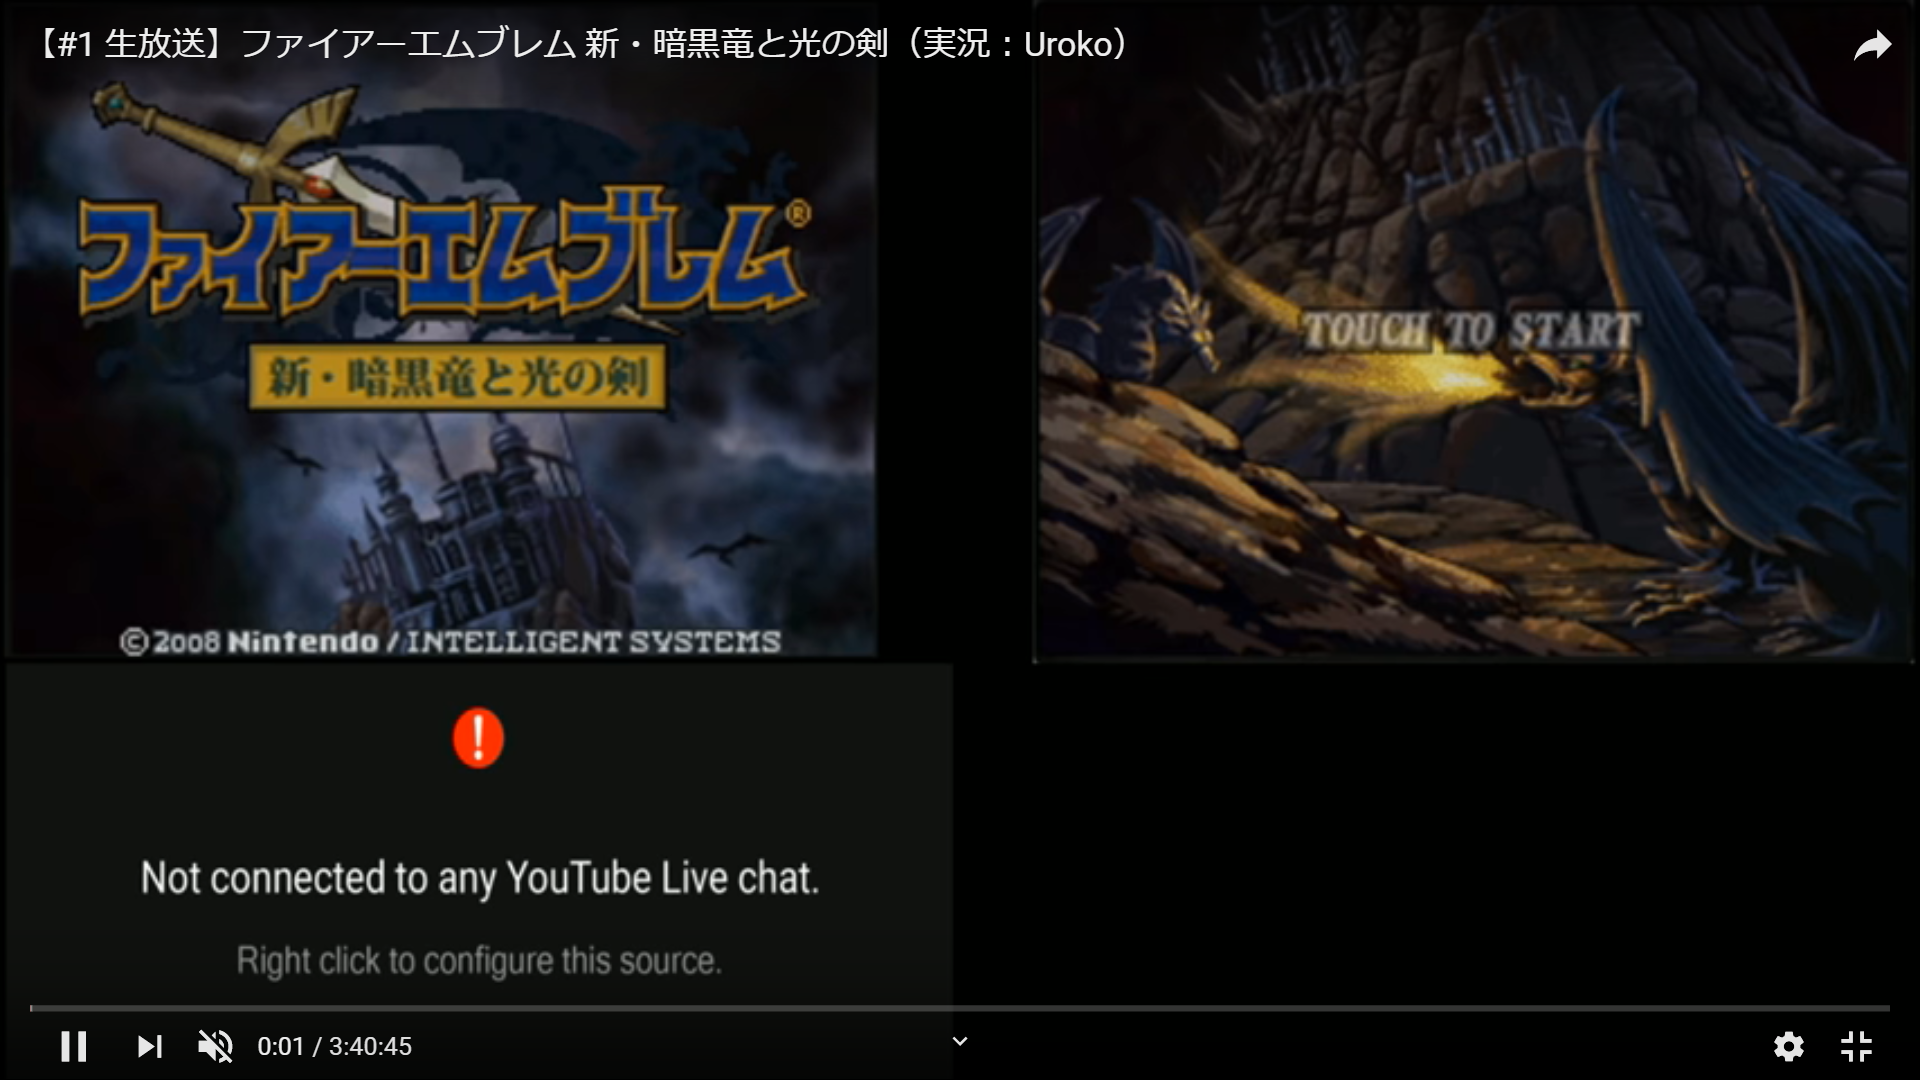 【#1 生放送】ファイアーエムブレム 新・暗黒竜と光の剣（実況：Uroko）
ファイアーエムブレム®
新・暗黒竜と光の剣
©2008 Nintendo / INTELLIGENT SYSTEMS
TOUCH TO START
!
Not connected to any YouTube Live chat.
Right click to configure this source.
0:01 / 3:40:45